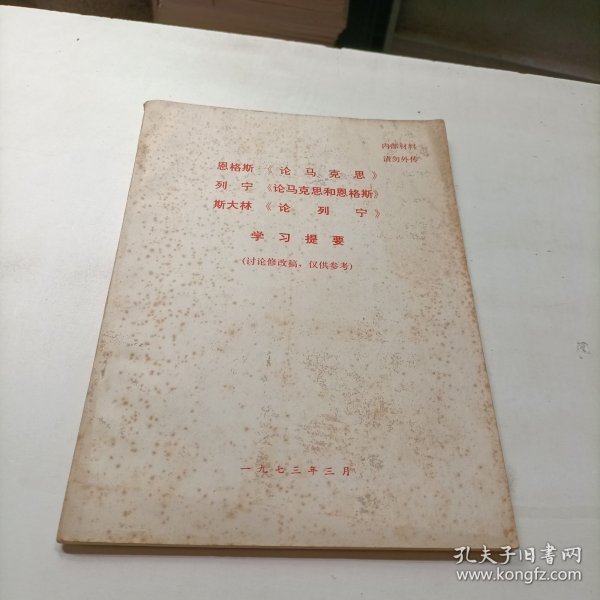 内部材料
请勿外传
恩格斯 《论马克思》
列宁 《论马克思和恩格斯》
斯大林 《论列宁》
学习提要
(讨论修改稿，仅供参考)
一九七三年三月
孔夫子旧书网
www.kongfz.com